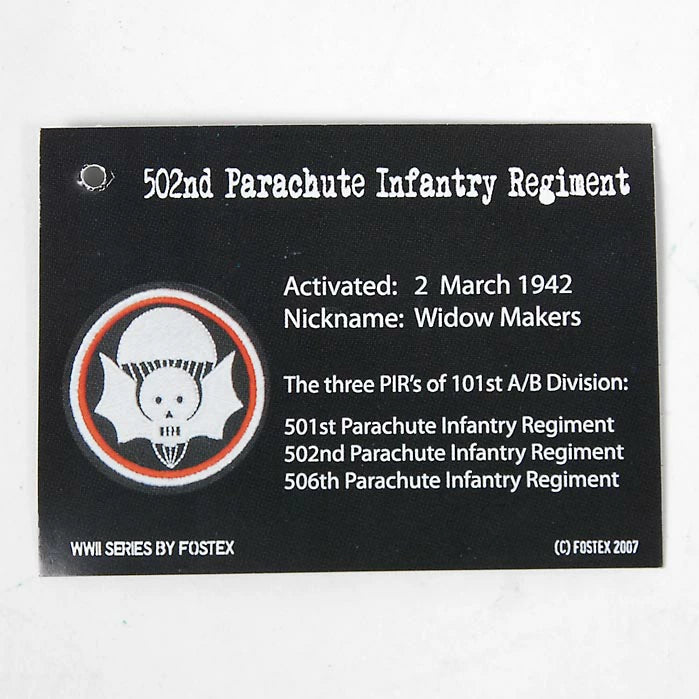 502nd Parachute Infantry Regiment
Activated: 2 March 1942
Nickname: Widow Makers
The three PIR's of 101st A/B Division:
501st Parachute Infantry Regiment
502nd Parachute Infantry Regiment
506th Parachute Infantry Regiment
WWII SERIES BY FOSTEX
(C) FOSTEX 2007